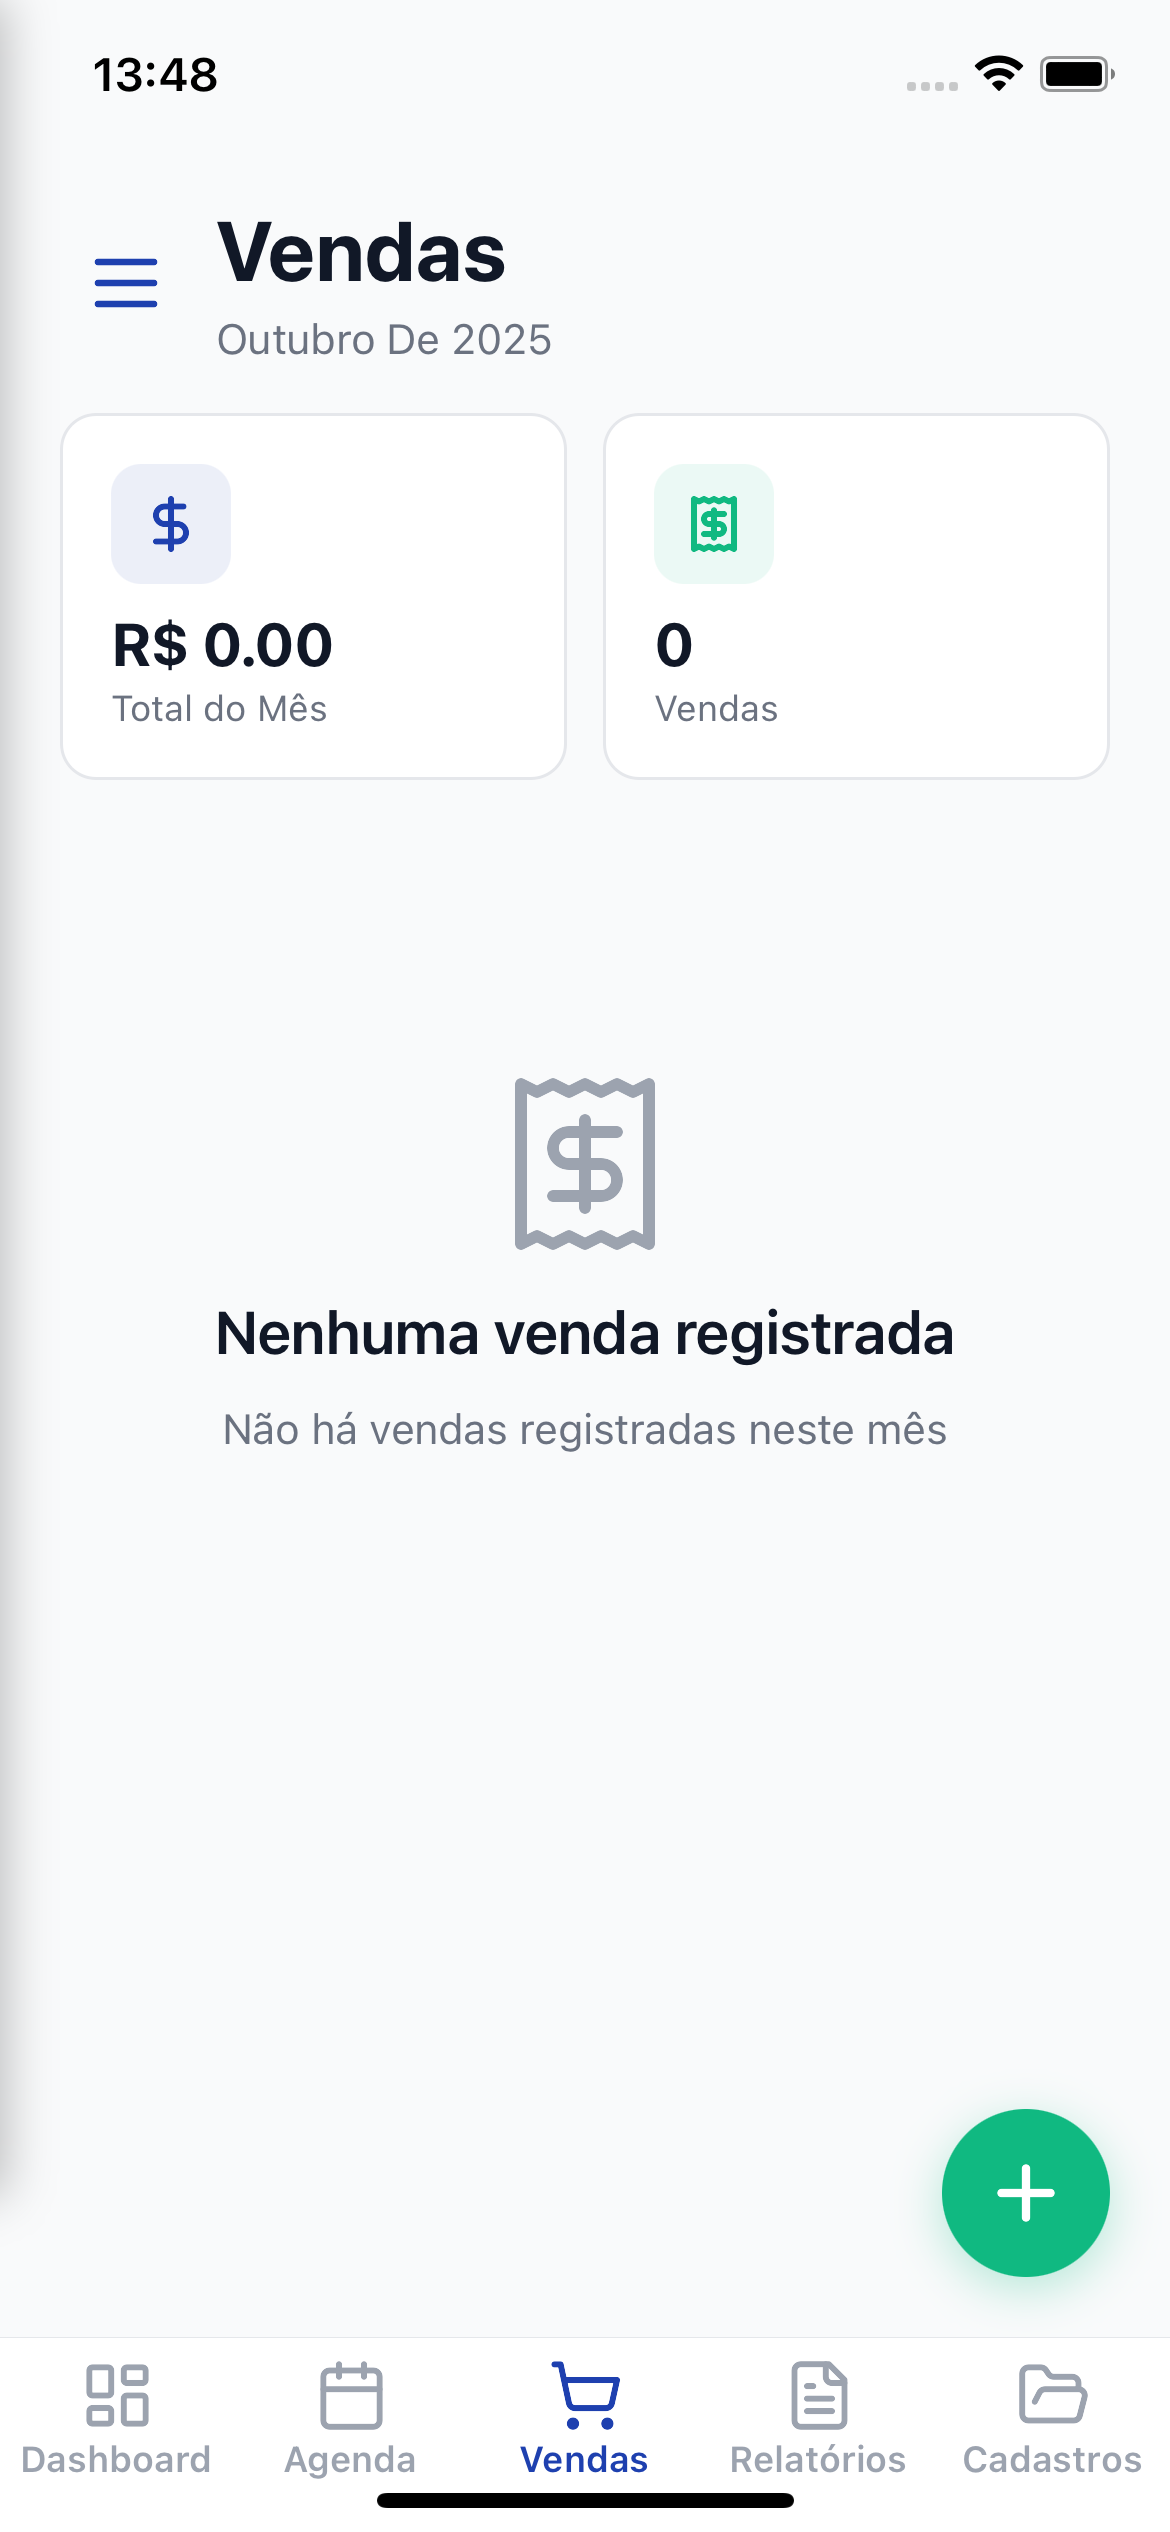 13:48
Vendas
Outubro De 2025
R$ 0.00
Total do Mês
0
Vendas
Nenhuma venda registrada
Não há vendas registradas neste mês
Dashboard
Agenda
Vendas
Relatórios
Cadastros